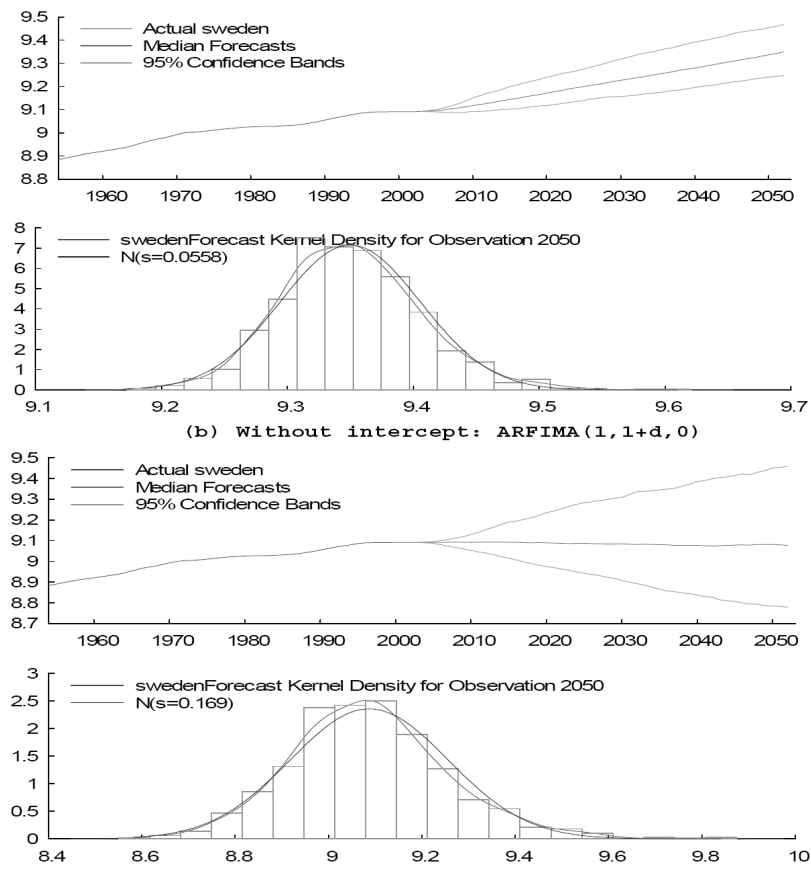 9.5
9.4
9.3
9.2
9.1
9
8.9
8.8
Actual sweden
Median Forecasts
95% Confidence Bands
1960 1970 1980 1990 2000 2010 2020 2030 2040 2050
8
7
6
5
4
3
2
1
0
swedenForecast Kernel Density for Observation 2050
N(s=0.0558)
9.1 9.2 9.3 9.4 9.5 9.6 9.7
(b) Without intercept: ARFIMA(1,1+d,0)
9.5
9.4
9.3
9.2
9.1
9
8.9
8.8
8.7
Actual sweden
Median Forecasts
95% Confidence Bands
1960 1970 1980 1990 2000 2010 2020 2030 2040 2050
3
2.5
2
1.5
1
0.5
0
swedenForecast Kernel Density for Observation 2050
N(s=0.169)
8.4 8.6 8.8 9 9.2 9.4 9.6 9.8 10